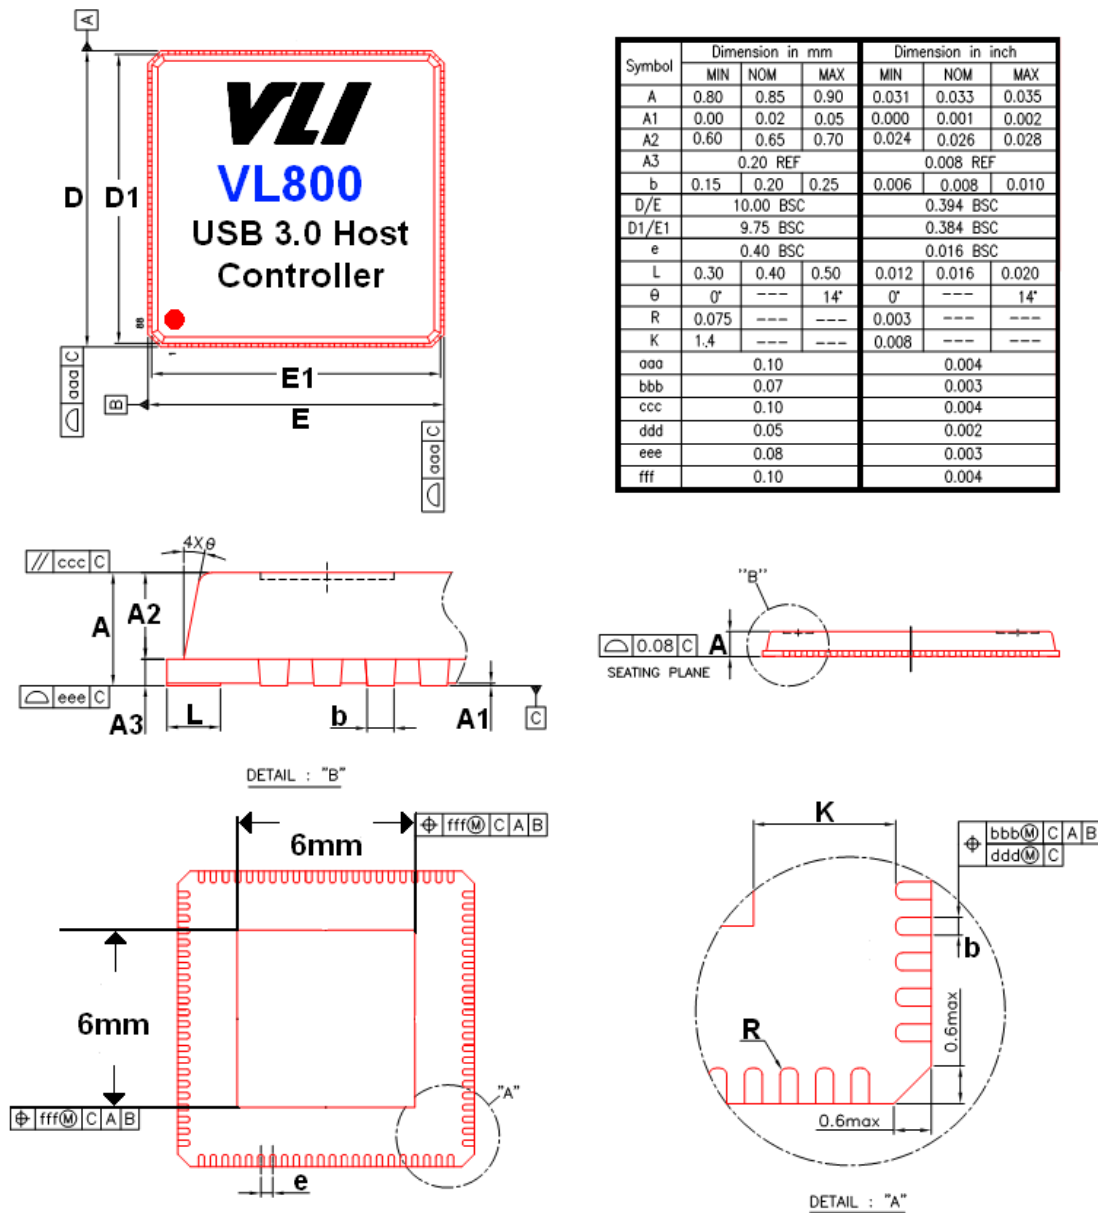 A
VLI
VL800
USB 3.0 Host
Controller
D
D1
88
1
E1
E
B
aaa C
aaa C
Symbol Dimension in mm Dimension in inch
MIN NOM MAX MIN NOM MAX
A 0.80 0.85 0.90 0.031 0.033 0.035
A1 0.00 0.02 0.05 0.000 0.001 0.002
A2 0.60 0.65 0.70 0.024 0.026 0.028
A3 0.20 REF 0.008 REF
b 0.15 0.20 0.25 0.006 0.008 0.010
D/E 10.00 BSC 0.394 BSC
D1/E1 9.75 BSC 0.384 BSC
e 0.40 BSC 0.016 BSC
L 0.30 0.40 0.50 0.012 0.016 0.020
θ 0° --- 14° 0° --- 14°
R 0.075 --- --- 0.003 --- ---
K 1.4 --- --- 0.008 --- ---
aaa 0.10 0.004
bbb 0.07 0.003
ccc 0.10 0.004
ddd 0.05 0.002
eee 0.08 0.003
fff 0.10 0.004
4Xθ
// ccc C
A
A2
eee C
A3
L
b
A1
C
DETAIL : "B"
"B"
0.08 C
A
SEATING PLANE
6mm
⌖ fffⓂ C A B
6mm
⌖ fffⓂ C A B
"A"
e
K
⌖ bbbⓂ C A B
dddⓂ C
b
R
0.6max
0.6max
DETAIL : "A"